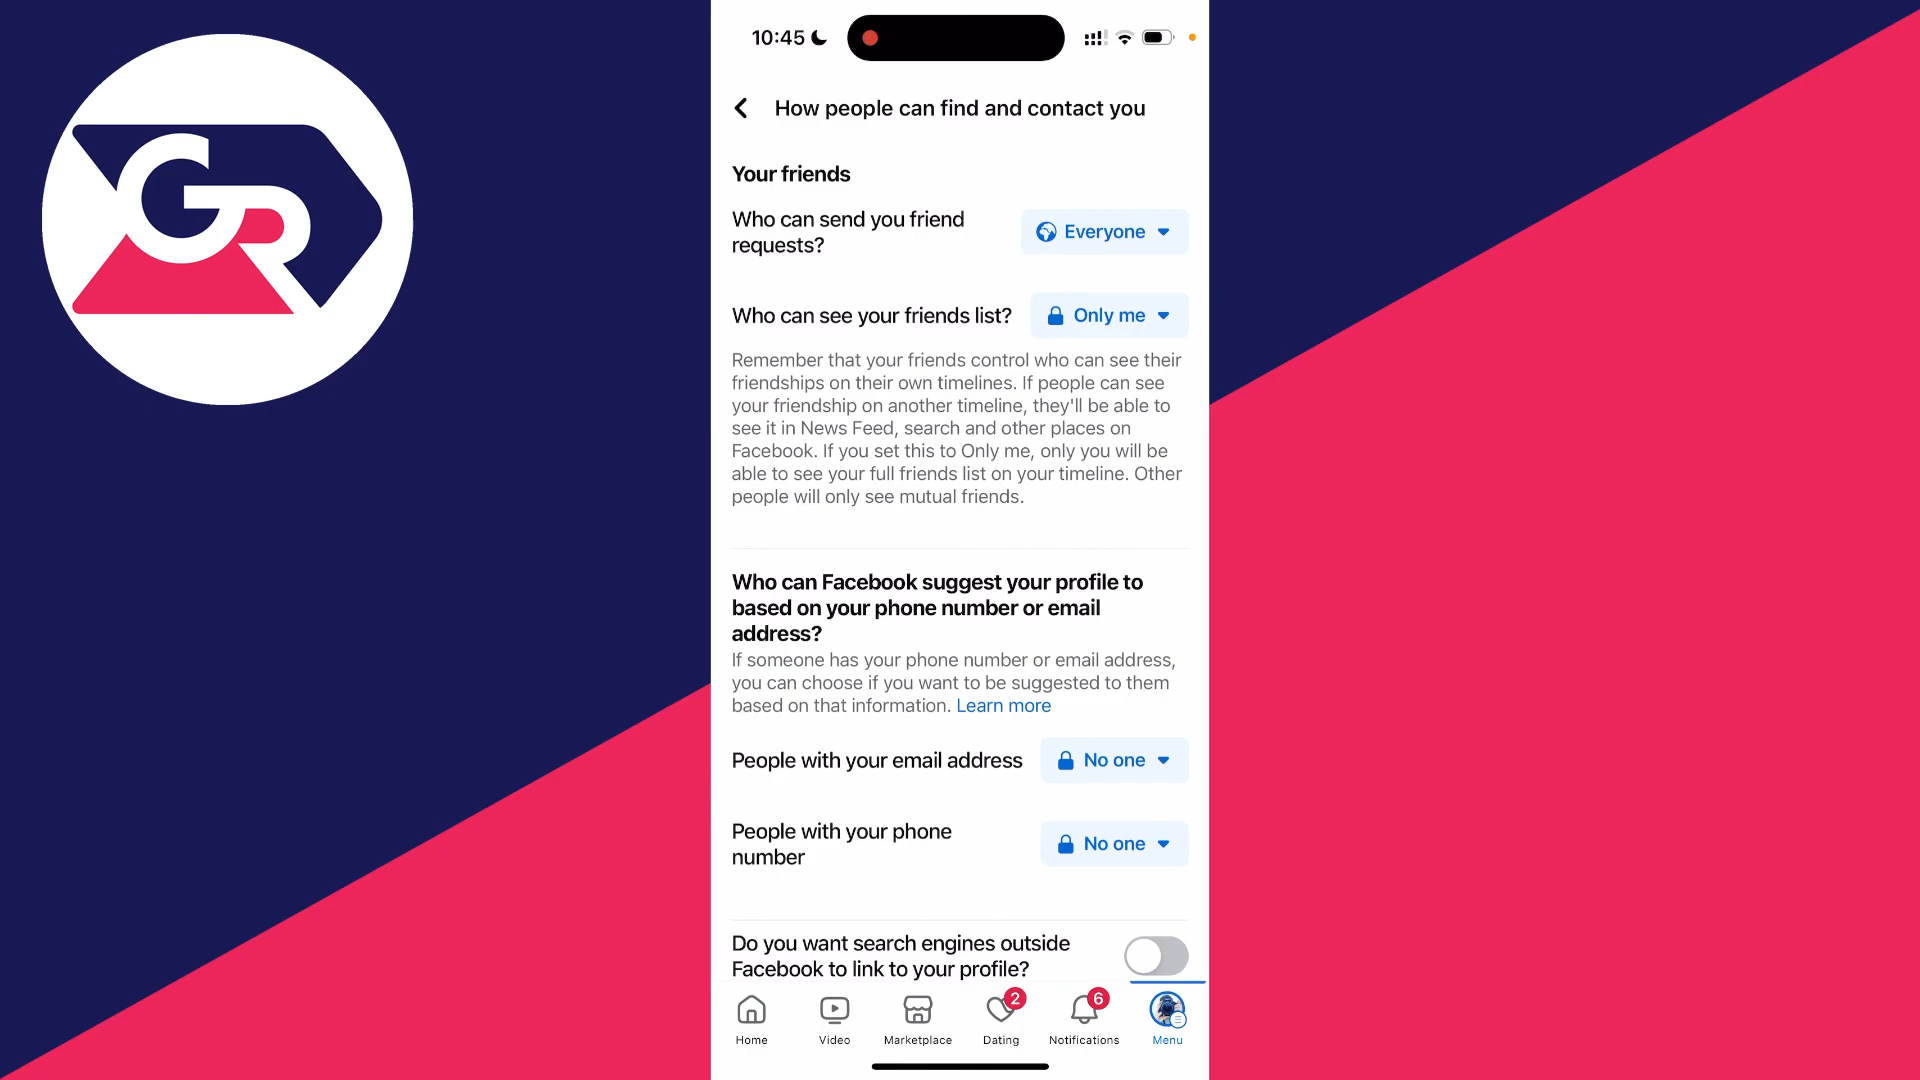 GR
10:45
How people can find and contact you
Your friends
Who can send you friend
requests?
Everyone
Who can see your friends list?
Only me
Remember that your friends control who can see their
friendships on their own timelines. If people can see
your friendship on another timeline, they'll be able to
see it in News Feed, search and other places on
Facebook. If you set this to Only me, only you will be
able to see your full friends list on your timeline. Other
people will only see mutual friends.
Who can Facebook suggest your profile to
based on your phone number or email
address?
If someone has your phone number or email address,
you can choose if you want to be suggested to them
based on that information. Learn more
People with your email address
No one
People with your phone
number
No one
Do you want search engines outside
Facebook to link to your profile?
2
6
Home
Video
Marketplace
Dating
Notifications
Menu